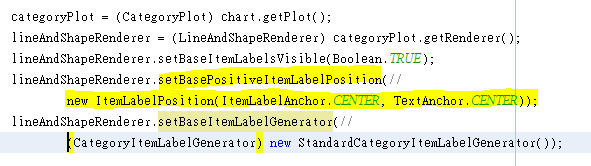 categoryPlot = (CategoryPlot) chart.getPlot();
lineAndShapeRenderer = (LineAndShapeRenderer) categoryPlot.getRenderer();
lineAndShapeRenderer.setBaseItemLabelsVisible(Boolean.TRUE);
lineAndShapeRenderer.setBasePositiveItemLabelPosition(//
new ItemLabelPosition(ItemLabelAnchor.CENTER, TextAnchor.CENTER));
lineAndShapeRenderer.setBaseItemLabelGenerator(//
(CategoryItemLabelGenerator) new StandardCategoryItemLabelGenerator());